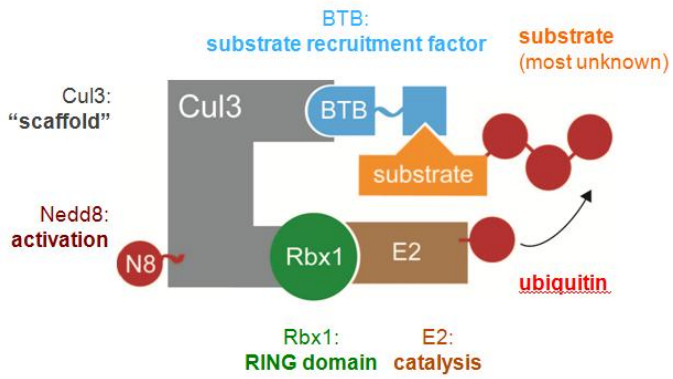 BTB:
substrate recruitment factor
substrate
(most unknown)
Cul3:
"scaffold"
Cul3
BTB
substrate
Nedd8:
activation
N8
Rbx1
E2
ubiquitin
Rbx1:
RING domain
E2:
catalysis